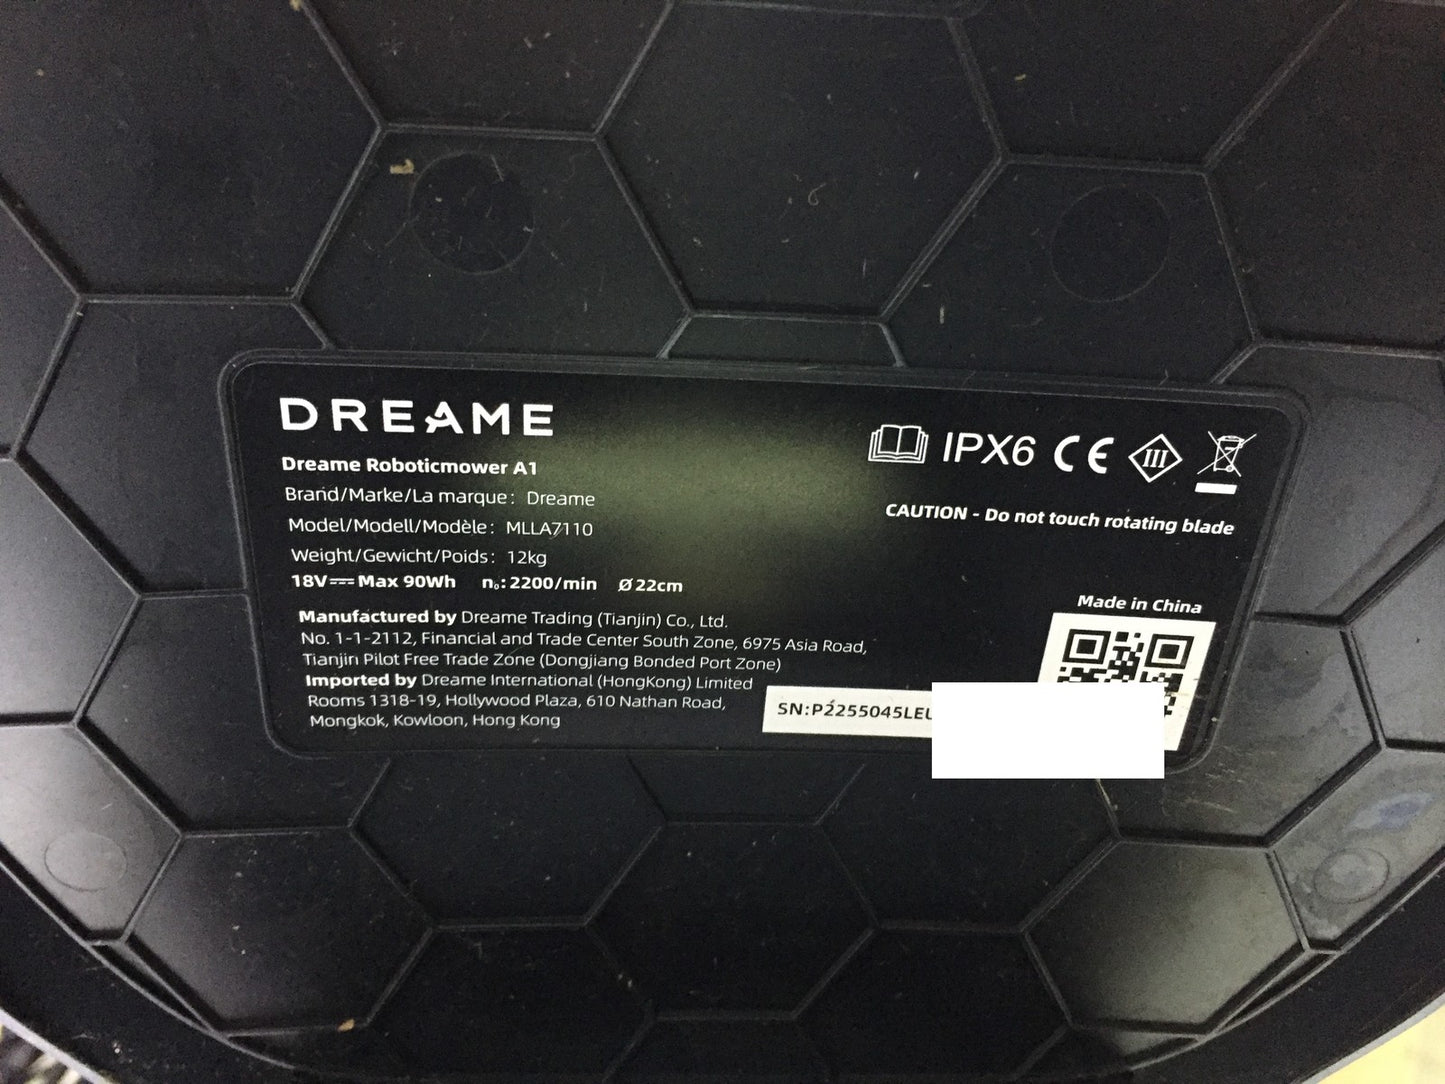 DREAME
Dreame Roboticmower A1
Brand/Marke/La marque: Dreame
Model/Modell/Modèle: MLLA7110
Weight/Gewicht/Poids: 12kg
18V⎓Max 90Wh n₀:2200/min Ø22cm
Manufactured by Dreame Trading (Tianjin) Co., Ltd.
No. 1-1-2112, Financial and Trade Center South Zone, 6975 Asia Road,
Tianjin Pilot Free Trade Zone (Dongjiang Bonded Port Zone)
Imported by Dreame International (HongKong) Limited
Rooms 1318-19, Hollywood Plaza, 610 Nathan Road,
Mongkok, Kowloon, Hong Kong
IPX6 CE III
CAUTION - Do not touch rotating blade
Made in China
SN:P2255045LEU